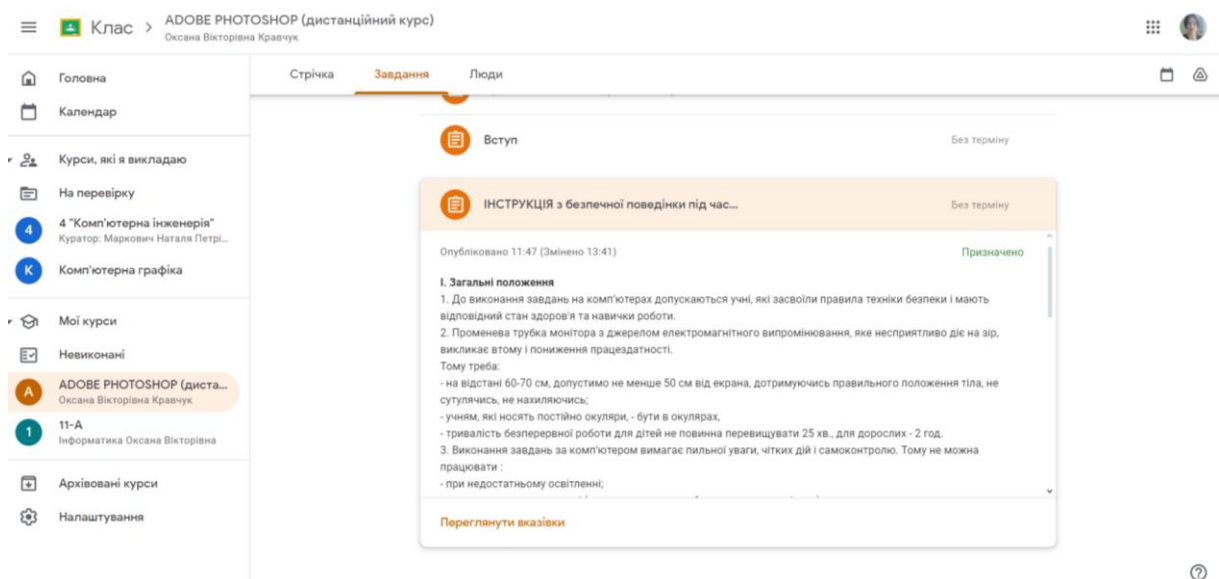 Клас > ADOBE PHOTOSHOP (дистанційний курс)
Оксана Вікторівна Кравчук
Головна
Календар
Курси, які я викладаю
На перевірку
4
4 "Комп'ютерна інженерія"
Куратор: Маркович Наталя Петрі...
К
Комп'ютерна графіка
Мої курси
Невиконані
A
ADOBE PHOTOSHOP (диста...
Оксана Вікторівна Кравчук
1
11-А
Інформатика Оксана Вікторівна
Архівовані курси
Налаштування
Стрічка Завдання Люди
Вступ Без терміну
ІНСТРУКЦІЯ з безпечної поведінки під час... Без терміну
Опубліковано 11:47 (Змінено 13:41) Призначено
І. Загальні положення
1. До виконання завдань на комп'ютерах допускаються учні, які засвоїли правила техніки безпеки і мають
відповідний стан здоров'я та навички роботи.
2. Променева трубка монітора з джерелом електромагнітного випромінювання, яке несприятливо діє на зір,
викликає втому і пониження працездатності.
Тому треба:
- на відстані 60-70 см, допустимо не менше 50 см від екрана, дотримуючись правильного положення тіла, не
сутулячись, не нахиляючись;
- учням, які носять постійно окуляри, - бути в окулярах,
- тривалість безперервної роботи для дітей не повинна перевищувати 25 хв., для дорослих - 2 год.
3. Виконання завдань за комп'ютером вимагає пильної уваги, чітких дій і самоконтролю. Тому не можна
працювати :
- при недостатньому освітленні;
Переглянути вказівки